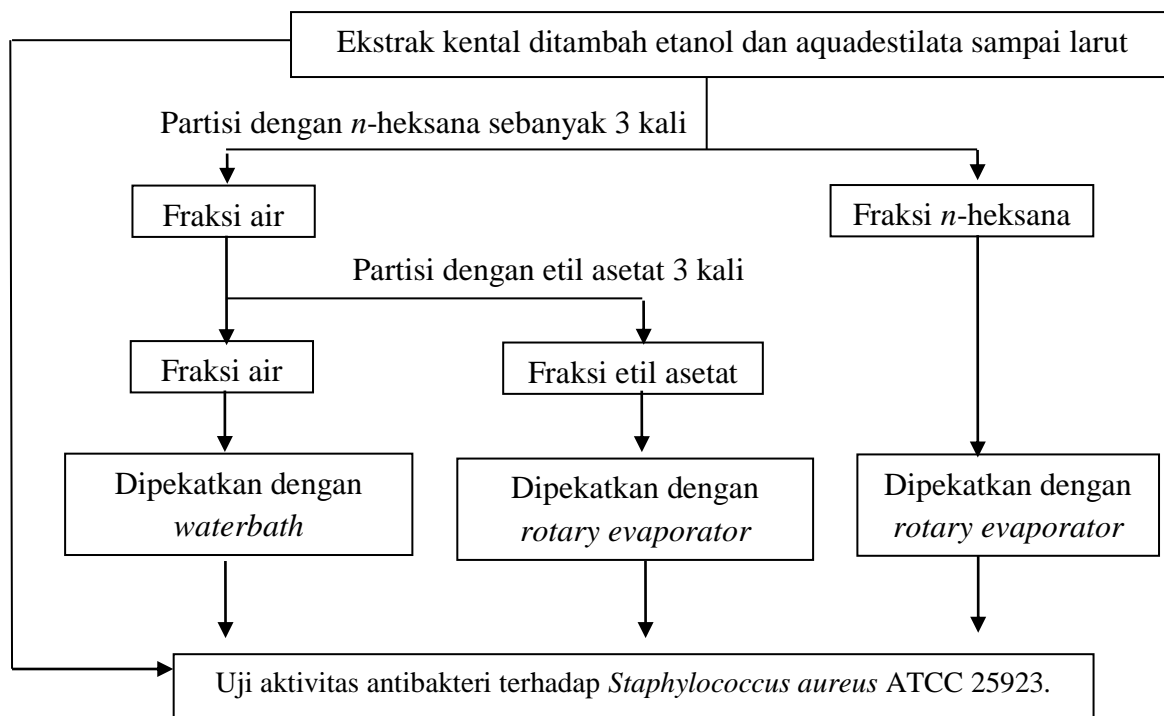 Ekstrak kental ditambah etanol dan aquadestilata sampai larut
Partisi dengan n-heksana sebanyak 3 kali
Fraksi air
Fraksi n-heksana
Partisi dengan etil asetat 3 kali
Fraksi air
Fraksi etil asetat
Dipekatkan dengan
waterbath
Dipekatkan dengan
rotary evaporator
Dipekatkan dengan
rotary evaporator
Uji aktivitas antibakteri terhadap Staphylococcus aureus ATCC 25923.